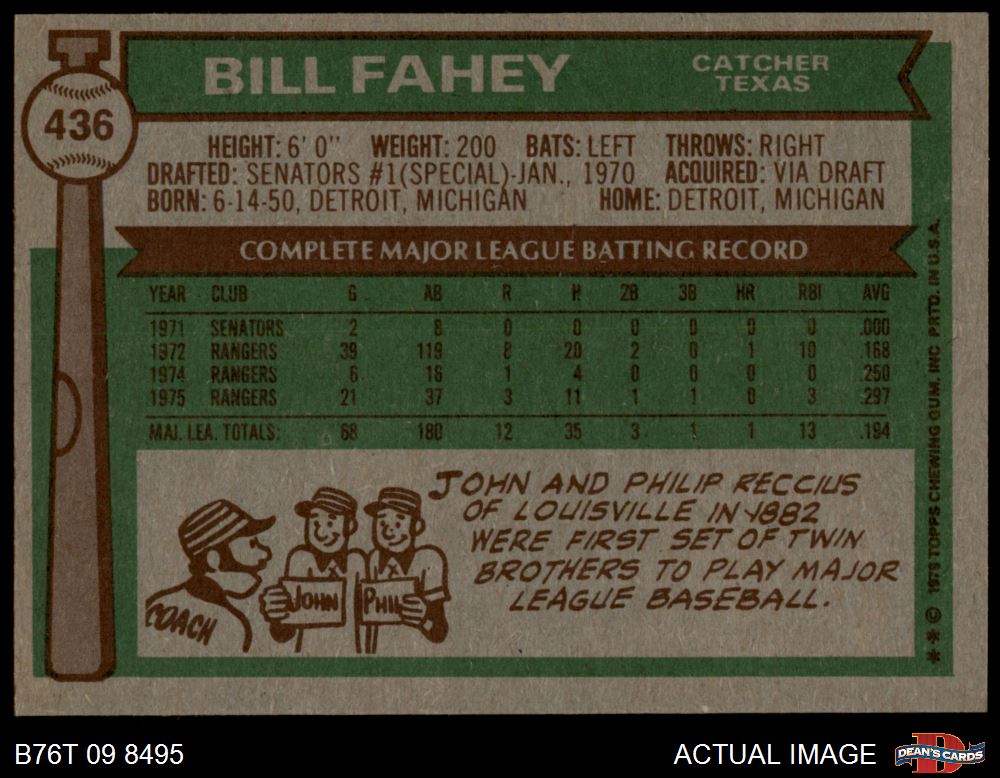 BILL FAHEY
CATCHER
TEXAS
436
HEIGHT: 6' 0" WEIGHT: 200 BATS: LEFT THROWS: RIGHT
DRAFTED: SENATORS #1(SPECIAL)-JAN., 1970 ACQUIRED: VIA DRAFT
BORN: 6-14-50, DETROIT, MICHIGAN HOME: DETROIT, MICHIGAN
COMPLETE MAJOR LEAGUE BATTING RECORD
YEAR CLUB G AB R H 2B 3B HR RBI AVG
1971 SENATORS 2 8 0 0 0 0 0 0 .000
1972 RANGERS 39 119 8 20 2 0 1 10 .168
1974 RANGERS 6 16 1 4 0 0 0 0 .250
1975 RANGERS 21 37 3 11 1 1 0 3 .297
MAJ. LEA. TOTALS: 68 180 12 35 3 1 1 13 .194
JOHN AND PHILIP RECCIUS
OF LOUISVILLE IN 1882
WERE FIRST SET OF TWIN
BROTHERS TO PLAY MAJOR
LEAGUE BASEBALL.
COACH
JOHN
PHIL
** © 1976 TOPPS CHEWING GUM, INC. PRTD. IN U.S.A.
B76T 09 8495
ACTUAL IMAGE
D
DEAN'S CARDS